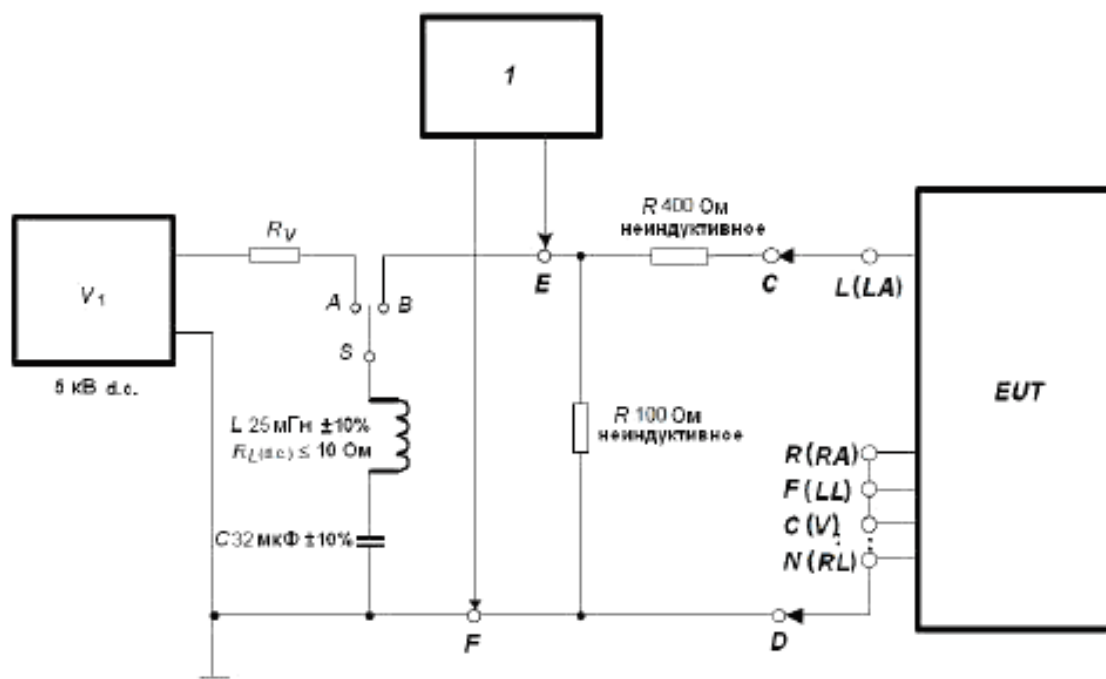 1
R 400 Ом
неиндуктивное
R_V
V₁
A
B
E
C
L (LA)
S
5 кВ d.c.
EUT
L 25 мГн ±10%
R_L(d.c.) ≤ 10 Ом
R 100 Ом
неиндуктивное
R (RA)
F (LL)
C (V)
N (RL)
C 32 мкФ ±10%
F
D